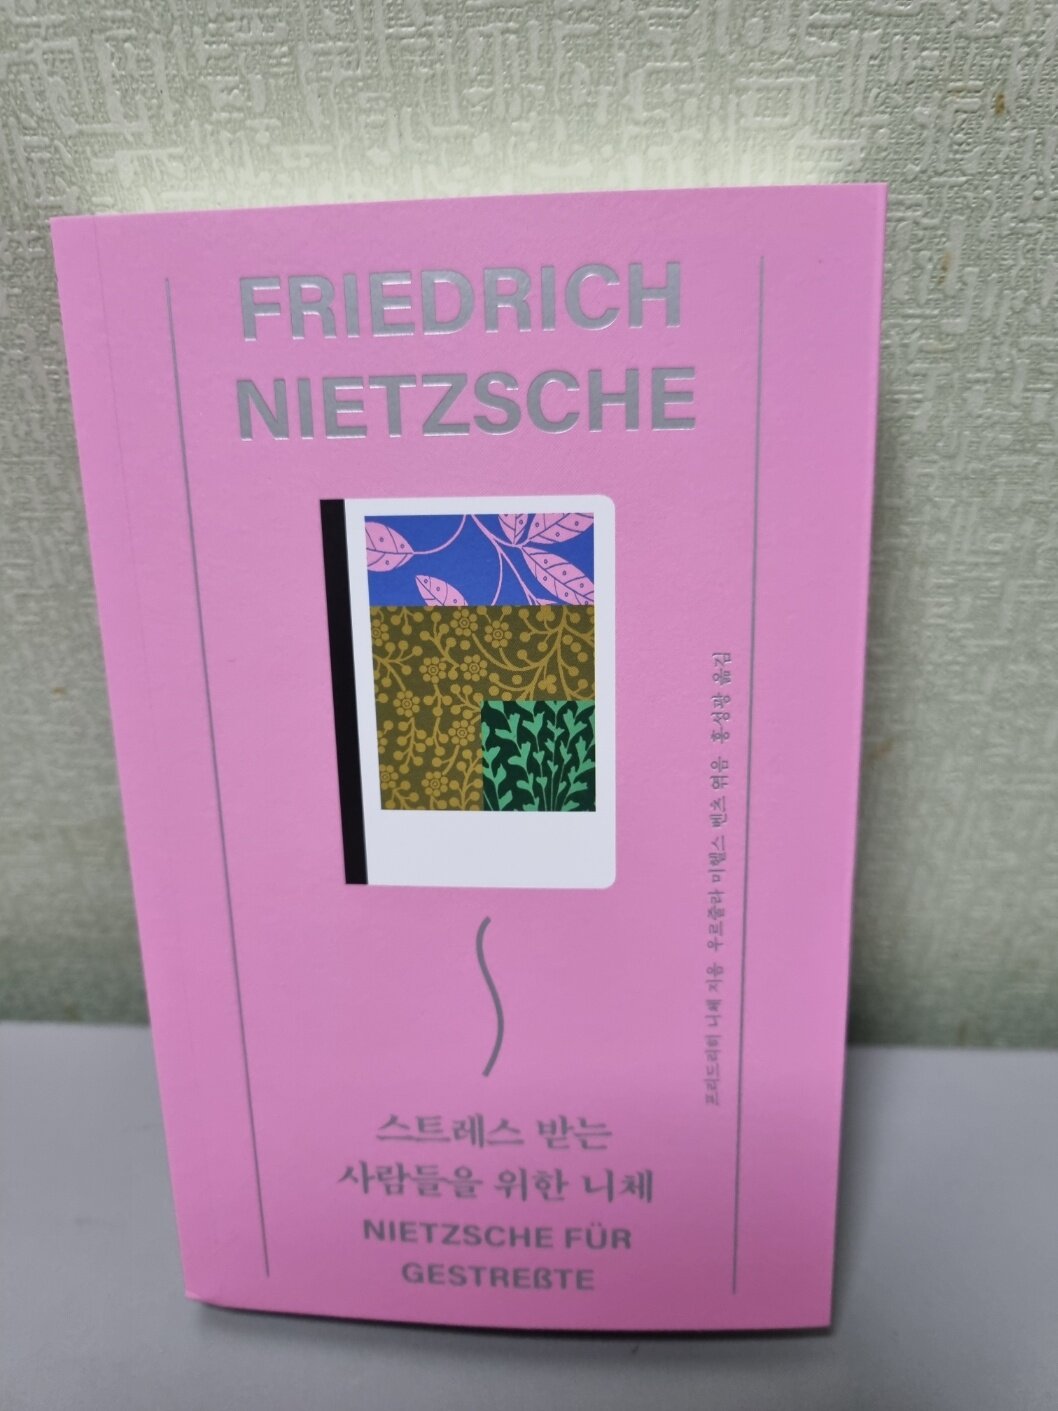 FRIEDRICH
NIETZSCHE
프리드리히 니체 지음 우르줄라 미헬스 벤츠 엮음 홍성광 옮김
스트레스 받는
사람들을 위한 니체
NIETZSCHE FÜR
GESTREßTE